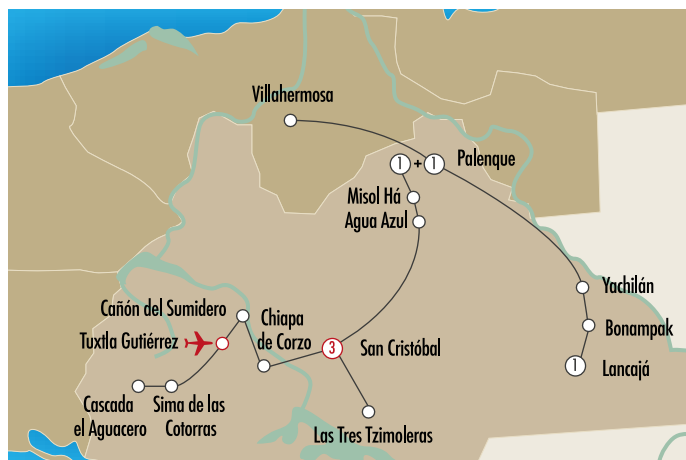 Villahermosa
1 + 1 Palenque
Misol Há
Agua Azul
Yachilán
Cañón del Sumidero
Chiapa
de Corzo
Bonampak
Tuxtla Gutiérrez
3 San Cristóbal
1 Lancajá
Cascada
el Aguacero
Sima de las
Cotorras
Las Tres Tzimoleras